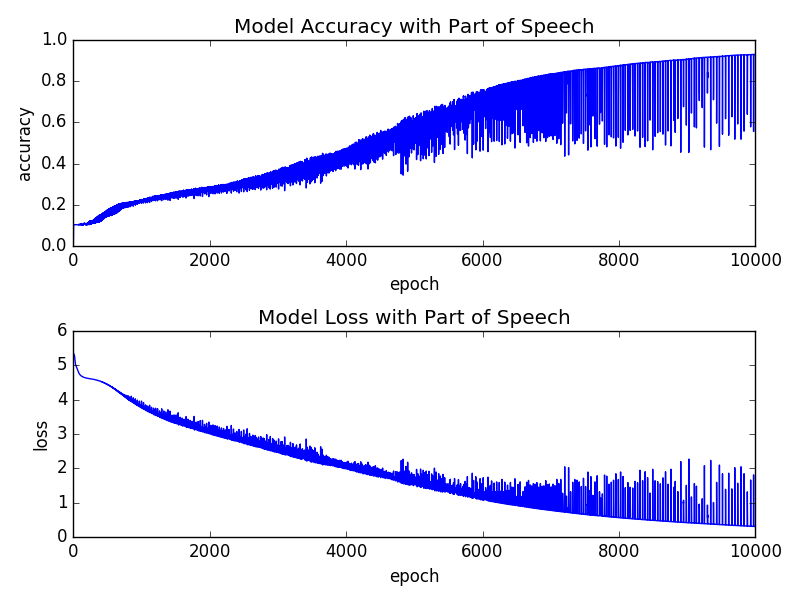 Model Accuracy with Part of Speech
1.0
0.8
0.6
0.4
0.2
0.0
accuracy
0 2000 4000 6000 8000 10000
epoch
Model Loss with Part of Speech
6
5
4
3
2
1
0
loss
0 2000 4000 6000 8000 10000
epoch